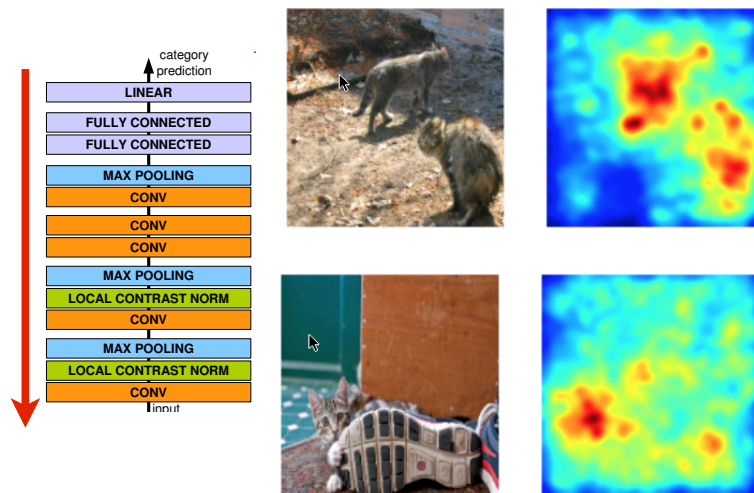 category
prediction
LINEAR
FULLY CONNECTED
FULLY CONNECTED
MAX POOLING
CONV
CONV
CONV
MAX POOLING
LOCAL CONTRAST NORM
CONV
MAX POOLING
LOCAL CONTRAST NORM
CONV
input